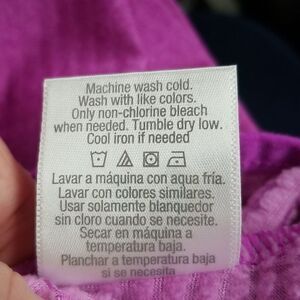 Machine wash cold.
Wash with like colors.
Only non-chlorine bleach
when needed. Tumble dry low.
Cool iron if needed
Lavar a máquina con aqua fría.
Lavar con colores similares.
Usar solamente blanquedor
sin cloro cuando se necesite.
Secar en máquina a
temperatura baja.
Planchar a temperatura baja
si se necesita